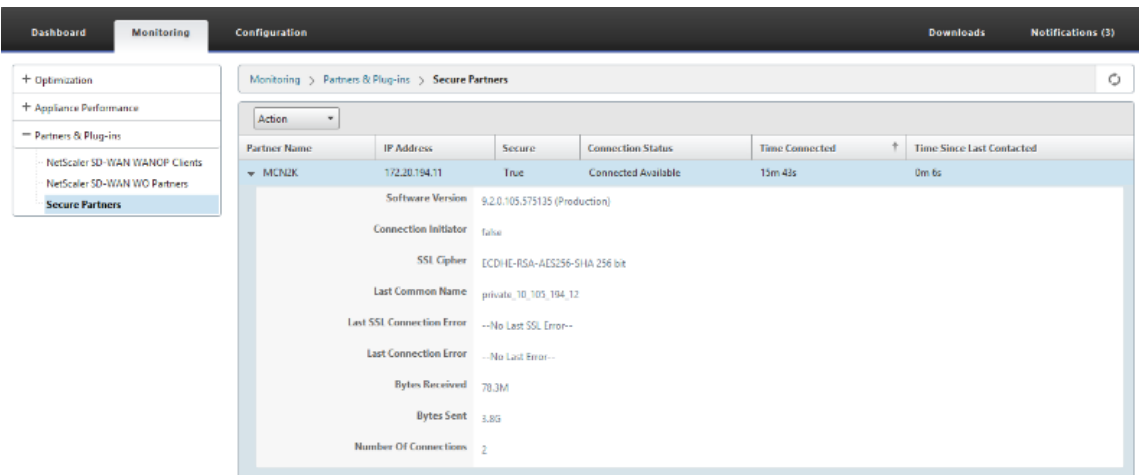 Dashboard Monitoring Configuration Downloads Notifications (3)
+ Optimization
+ Appliance Performance
− Partners & Plug-ins
NetScaler SD-WAN WANOP Clients
NetScaler SD-WAN WO Partners
Secure Partners
Monitoring > Partners & Plug-ins > Secure Partners
Action
Partner Name IP Address Secure Connection Status Time Connected ↑ Time Since Last Contacted
MCN2K 172.20.194.11 True Connected Available 15m 43s 0m 6s
Software Version 9.2.0.105.575135 (Production)
Connection Initiator false
SSL Cipher ECDHE-RSA-AES256-SHA 256 bit
Last Common Name private_10_105_194_12
Last SSL Connection Error --No Last SSL Error--
Last Connection Error --No Last Error--
Bytes Received 78.3M
Bytes Sent 3.8G
Number Of Connections 2